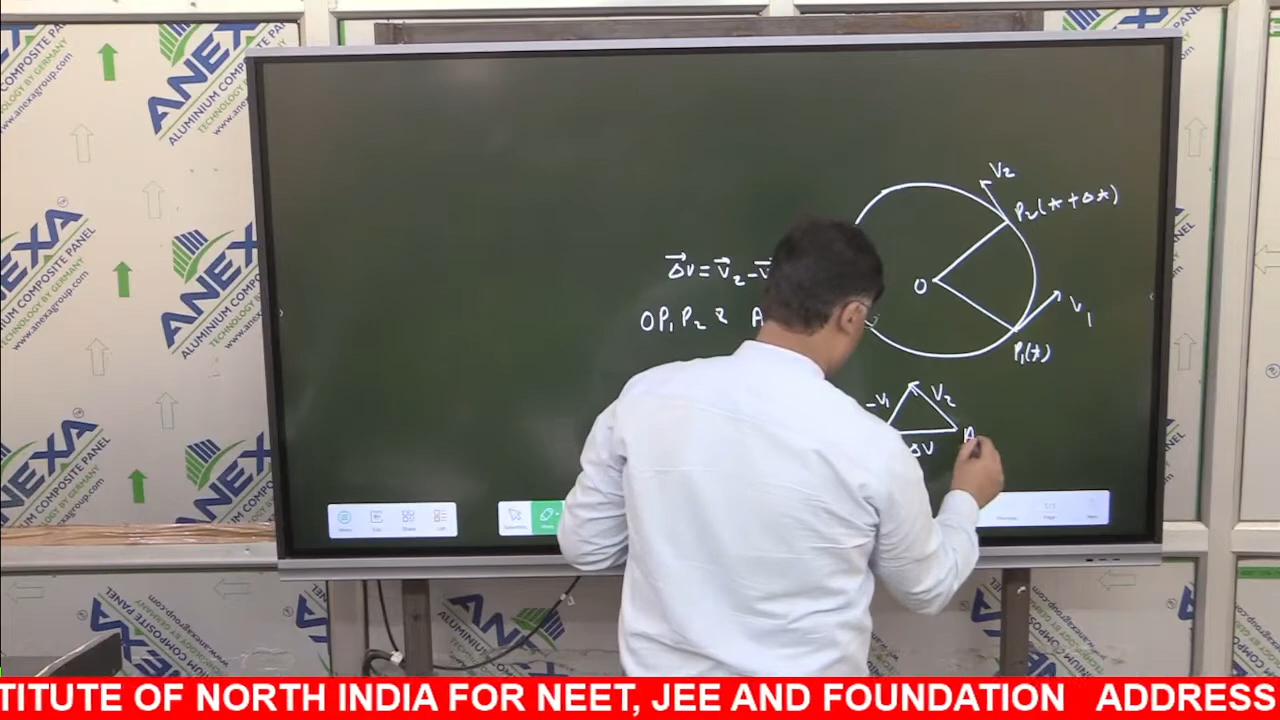 ANEXA
ALUMINIUM COMPOSITE PANEL
TECHNOLOGY BY GERMANY
www.anexagroup.com
V₂
P₂(t+Δt)
Δv⃗ = v⃗₂ - v⃗
O
V₁
OP₁P₂ & A
P₁(t)
-V₁
V₂
A
ΔV
TITUTE OF NORTH INDIA FOR NEET, JEE AND FOUNDATION ADDRESS